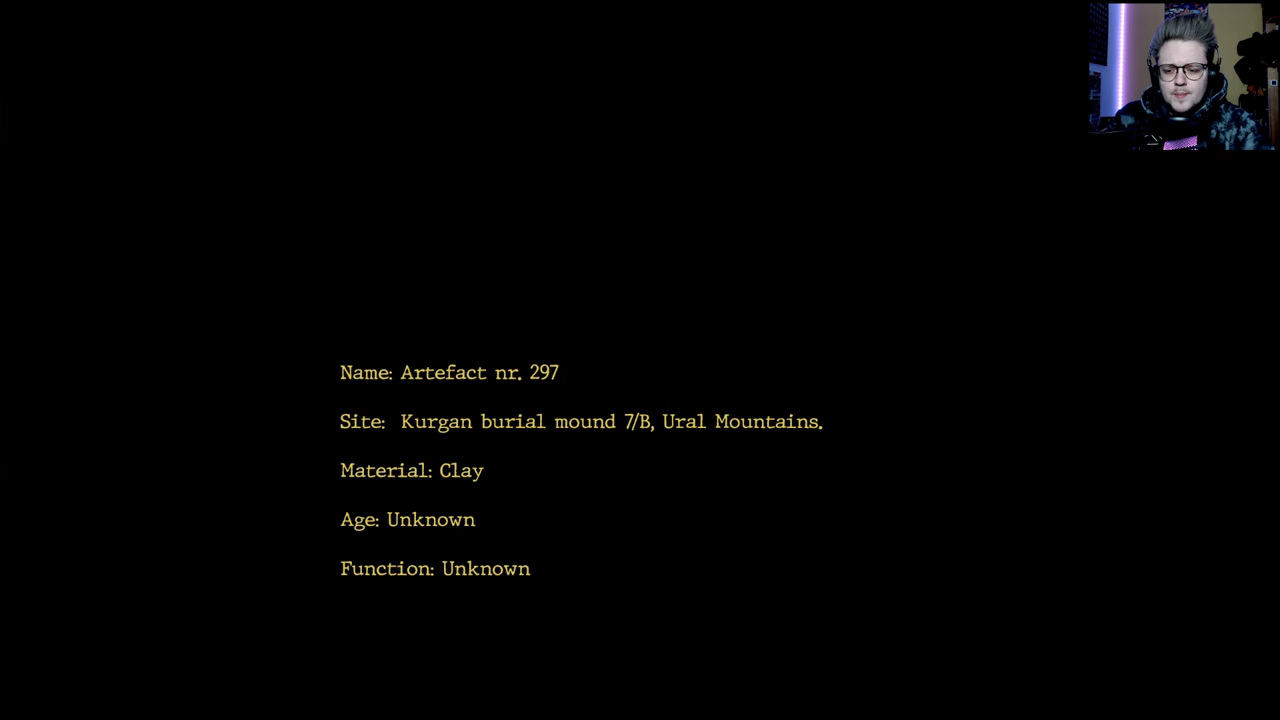 Name: Artefact nr. 297
Site: Kurgan burial mound 7/B, Ural Mountains.
Material: Clay
Age: Unknown
Function: Unknown